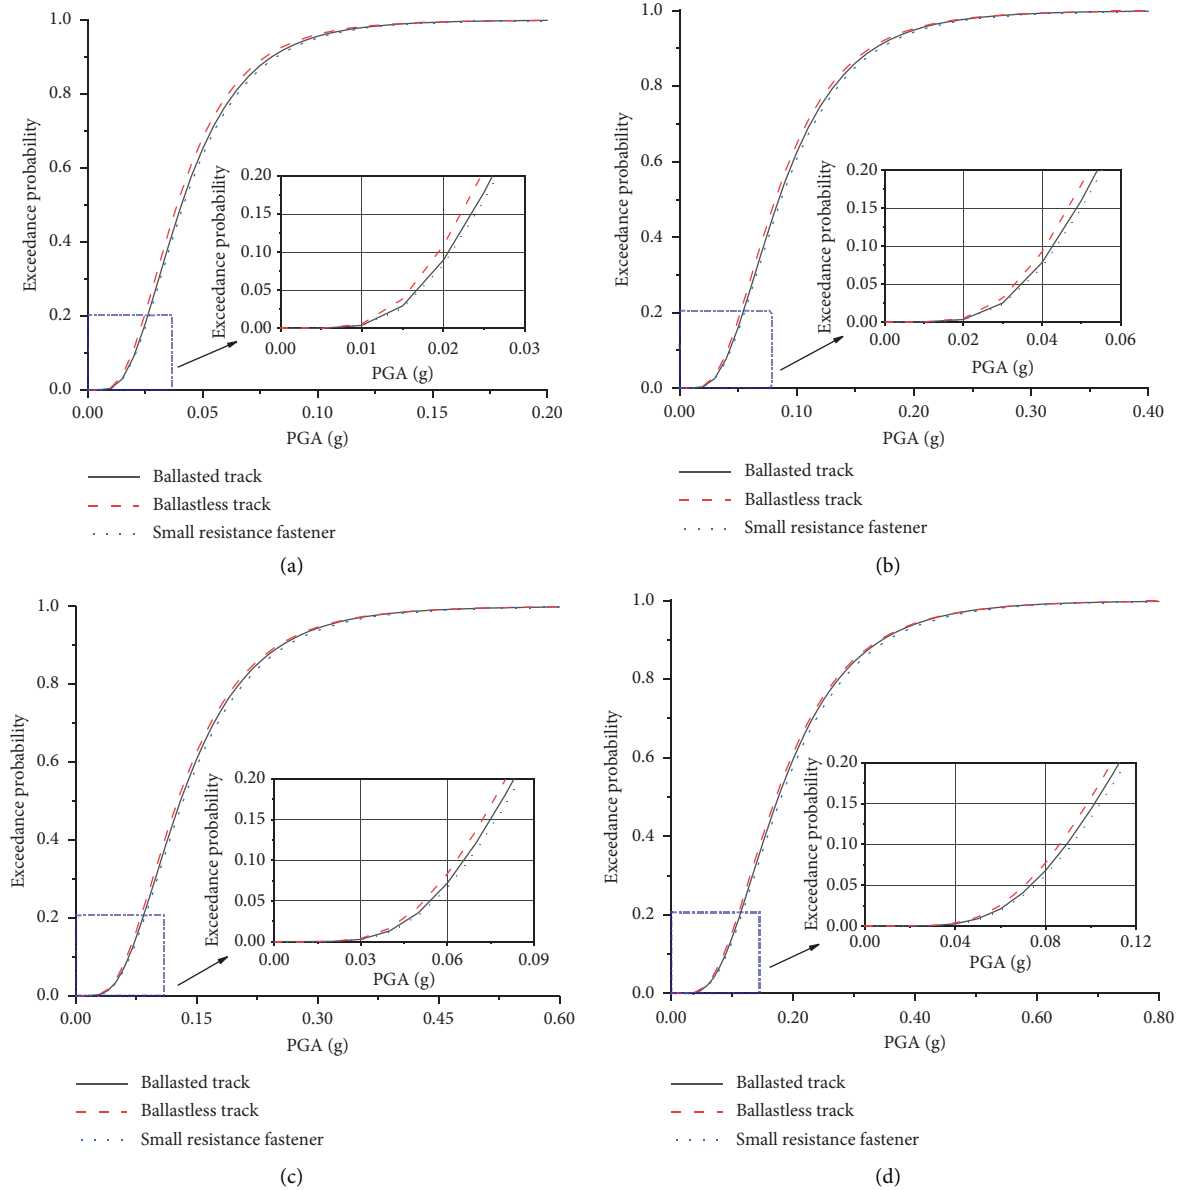 1.0
0.8
0.6
0.4
0.2
0.0
Exceedance probability
0.00 0.05 0.10 0.15 0.20
PGA (g)
0.20
0.15
0.10
0.05
0.00
Exceedance probability
0.00 0.01 0.02 0.03
PGA (g)
Ballasted track
Ballastless track
Small resistance fastener
(a)
1.0
0.8
0.6
0.4
0.2
0.0
Exceedance probability
0.00 0.10 0.20 0.30 0.40
PGA (g)
0.20
0.15
0.10
0.05
0.00
Exceedance probability
0.00 0.02 0.04 0.06
PGA (g)
Ballasted track
Ballastless track
Small resistance fastener
(b)
1.0
0.8
0.6
0.4
0.2
0.0
Exceedance probability
0.00 0.15 0.30 0.45 0.60
PGA (g)
0.20
0.15
0.10
0.05
0.00
Exceedance probability
0.00 0.03 0.06 0.09
PGA (g)
Ballasted track
Ballastless track
Small resistance fastener
(c)
1.0
0.8
0.6
0.4
0.2
0.0
Exceedance probability
0.00 0.20 0.40 0.60 0.80
PGA (g)
0.20
0.15
0.10
0.05
0.00
Exceedance probability
0.00 0.04 0.08 0.12
PGA (g)
Ballasted track
Ballastless track
Small resistance fastener
(d)